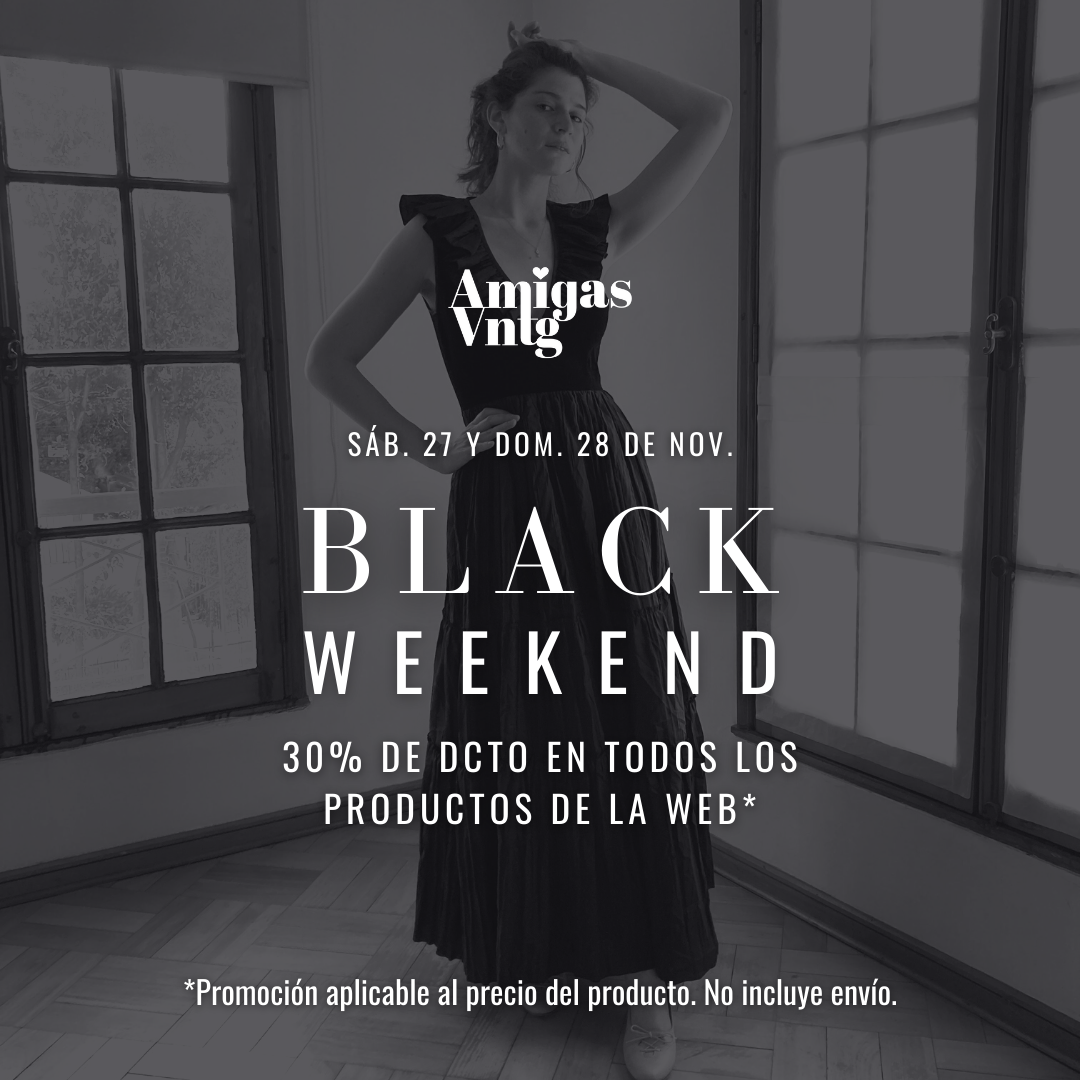 Amigas
Vntg
SÁB. 27 Y DOM. 28 DE NOV.
BLACK
WEEKEND
30% DE DCTO EN TODOS LOS
PRODUCTOS DE LA WEB*
*Promoción aplicable al precio del producto. No incluye envío.